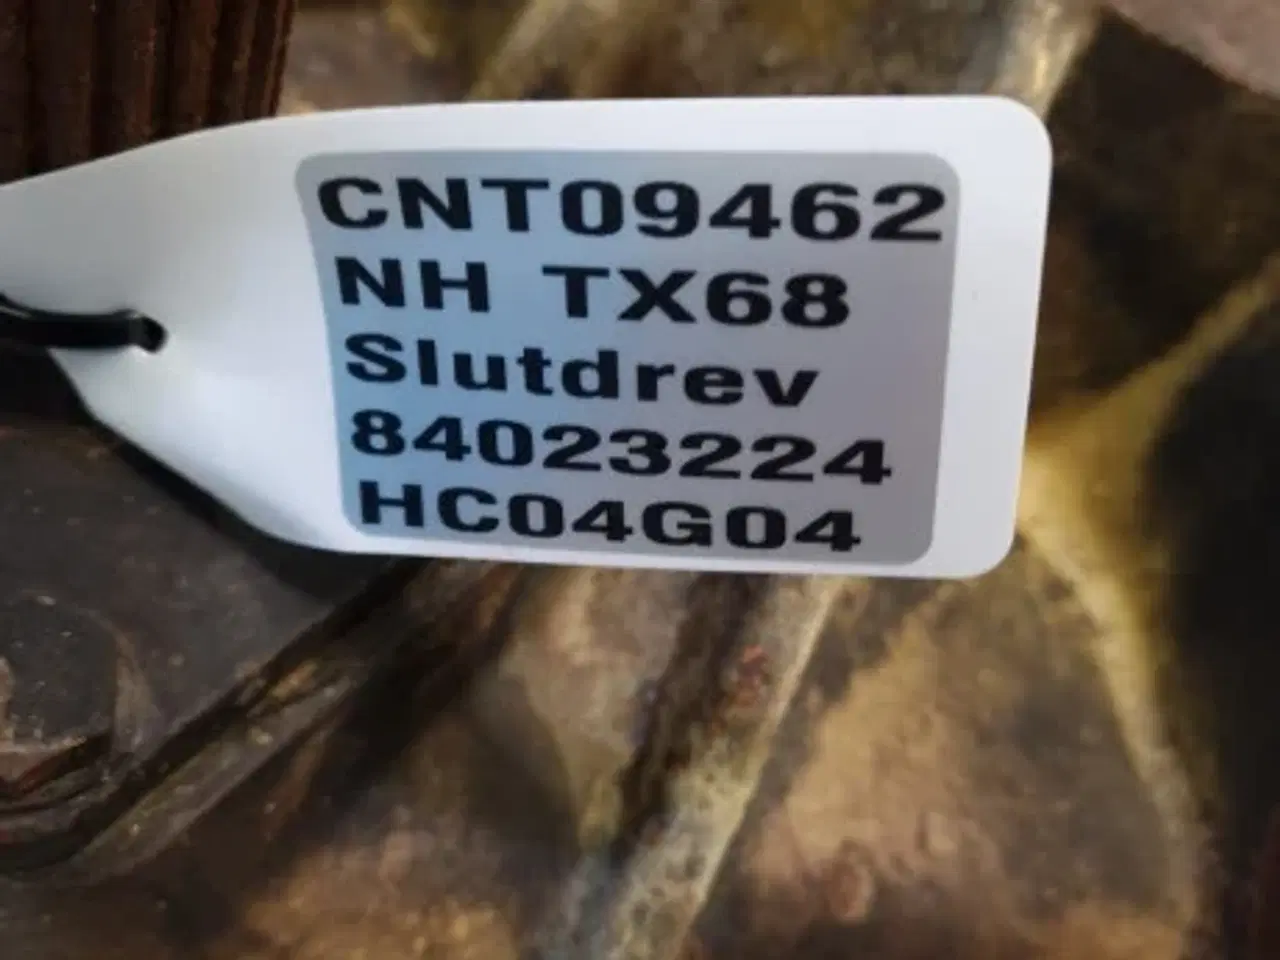 CNT09462
NH TX68
Slutdrev
84023224
HC04G04